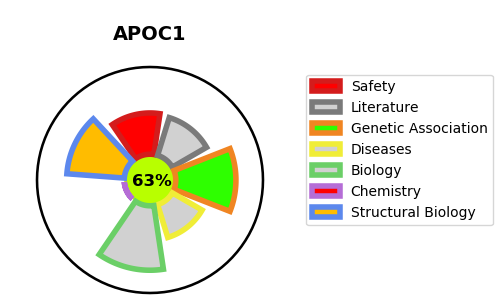 APOC1
63%
Safety
Literature
Genetic Association
Diseases
Biology
Chemistry
Structural Biology